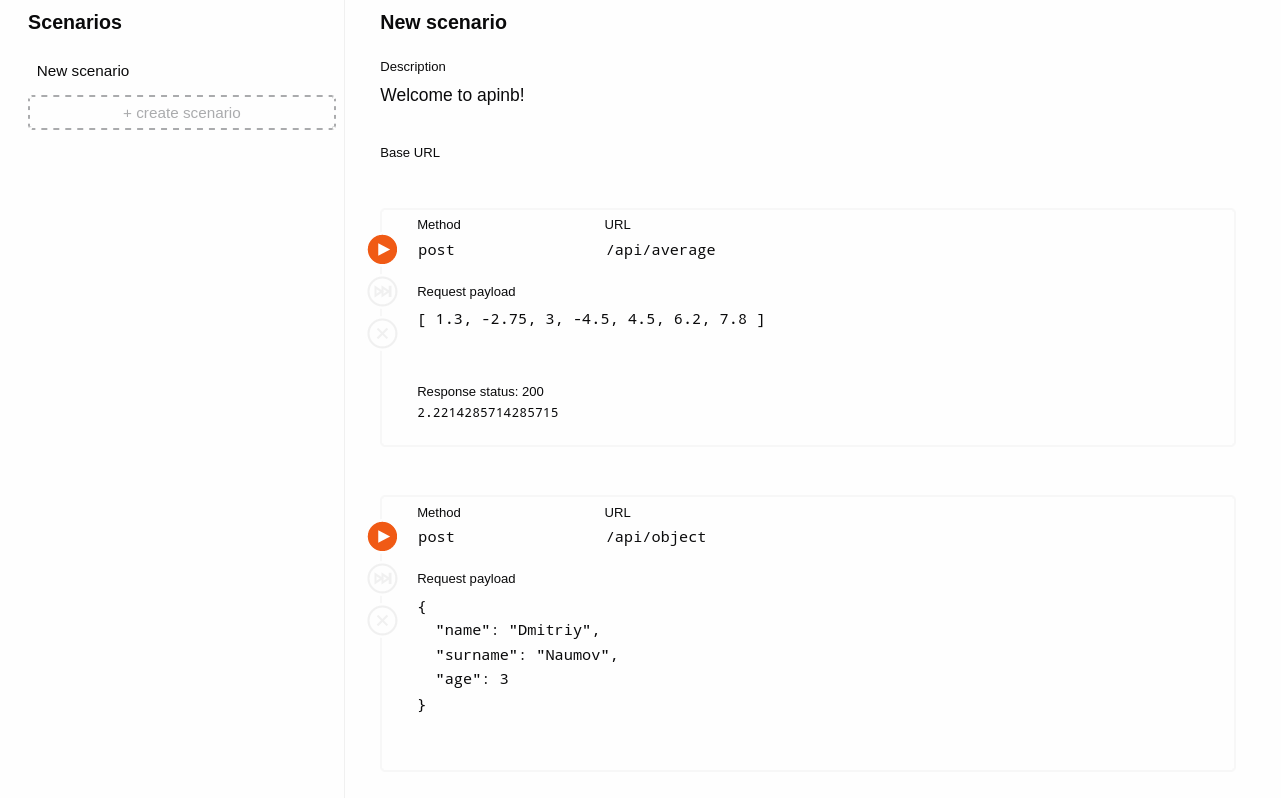 Scenarios
New scenario
+ create scenario
New scenario
Description
Welcome to apinb!
Base URL
Method URL
post /api/average
Request payload
[ 1.3, -2.75, 3, -4.5, 4.5, 6.2, 7.8 ]
Response status: 200
2.2214285714285715
Method URL
post /api/object
Request payload
{
"name": "Dmitriy",
"surname": "Naumov",
"age": 3
}